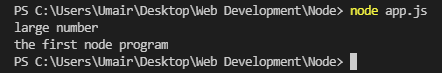 PS C:\Users\Umair\Desktop\Web Development\Node> node app.js
large number
the first node program
PS C:\Users\Umair\Desktop\Web Development\Node>